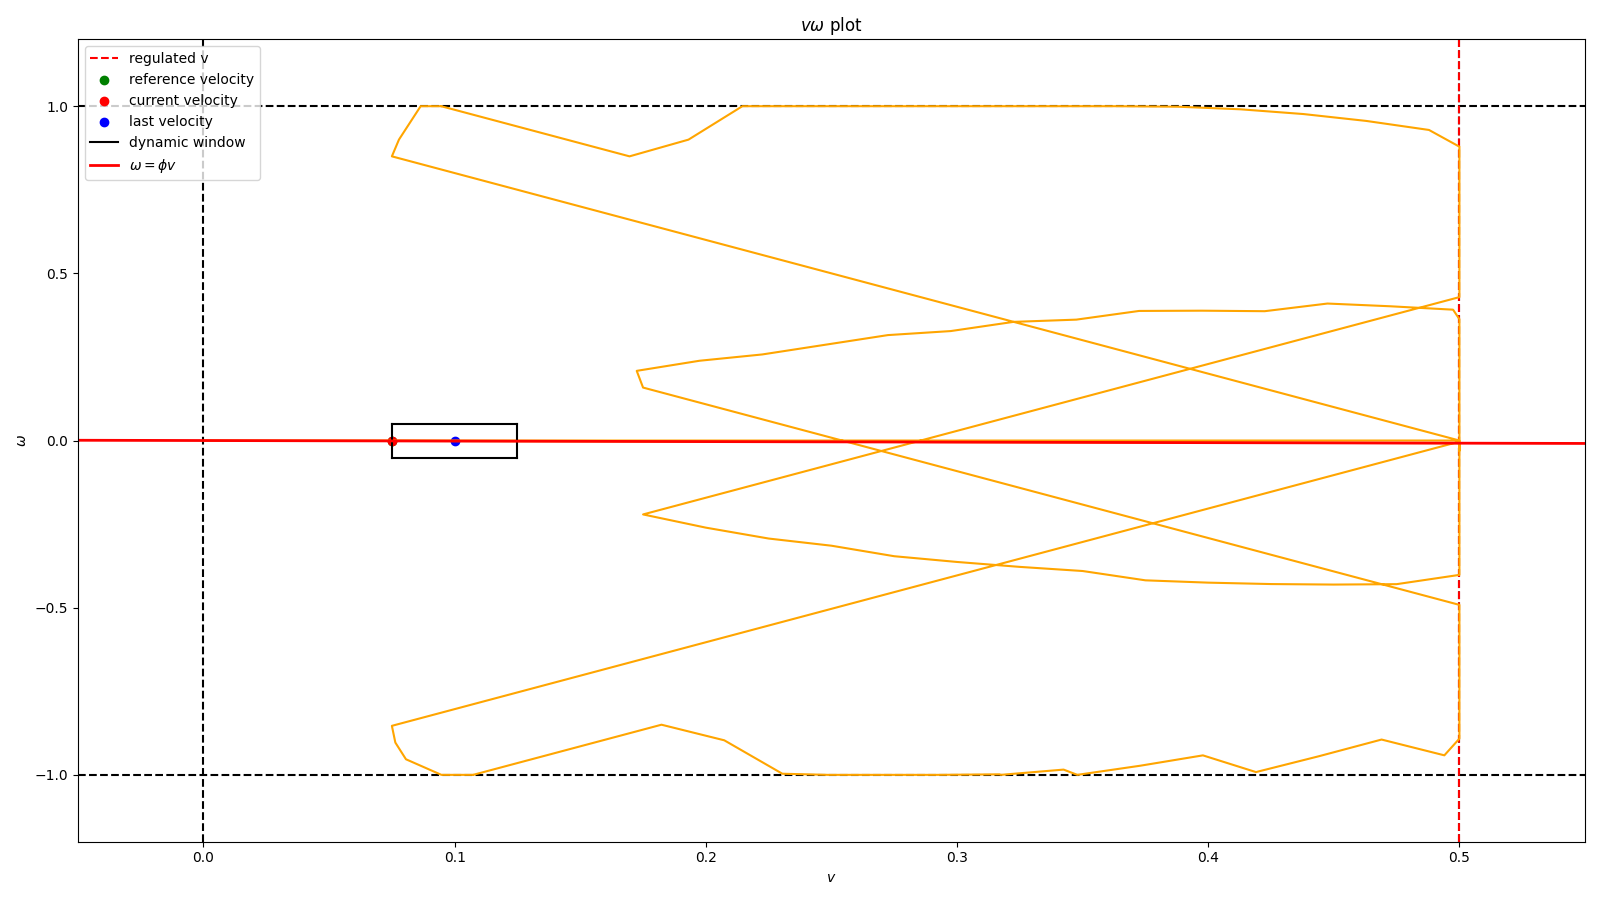 vω plot
regulated v
reference velocity
current velocity
last velocity
dynamic window
ω = ϕv
1.0
0.5
0.0
−0.5
−1.0
ω
0.0 0.1 0.2 0.3 0.4 0.5
v